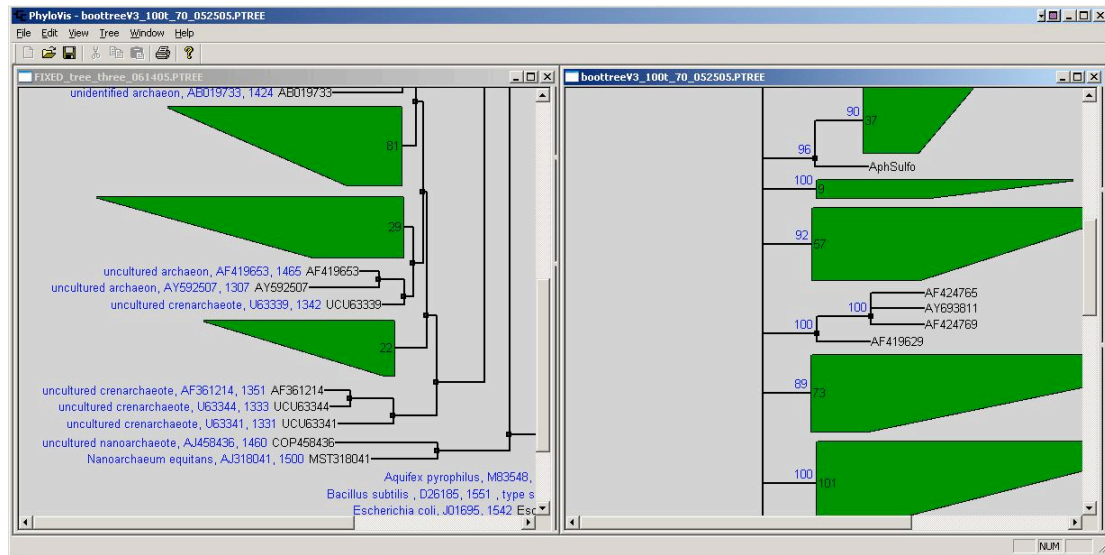 PhyloVis - boottreeV3_100t_70_052505.PTREE
File Edit View Tree Window Help
FIXED_tree_three_061405.PTREE
unidentified archaeon, AB019733, 1424 AB019733
81
29
uncultured archaeon, AF419653, 1465 AF419653
uncultured archaeon, AY592507, 1307 AY592507
uncultured crenarchaeote, U63339, 1342 UCU63339
22
uncultured crenarchaeote, AF361214, 1351 AF361214
uncultured crenarchaeote, U63344, 1333 UCU63344
uncultured crenarchaeote, U63341, 1331 UCU63341
uncultured nanoarchaeote, AJ458436, 1460 COP458436
Nanoarchaeum equitans, AJ318041, 1500 MST318041
Aquifex pyrophilus, M83548,
Bacillus subtilis , D26185, 1551 , type s
Escherichia coli, J01695, 1542 Esc
boottreeV3_100t_70_052505.PTREE
90 37
96
AphSulfo
100 9
92 57
AF424765
100 AY693811
AF424769
100
AF419629
89 73
100 101
NUM